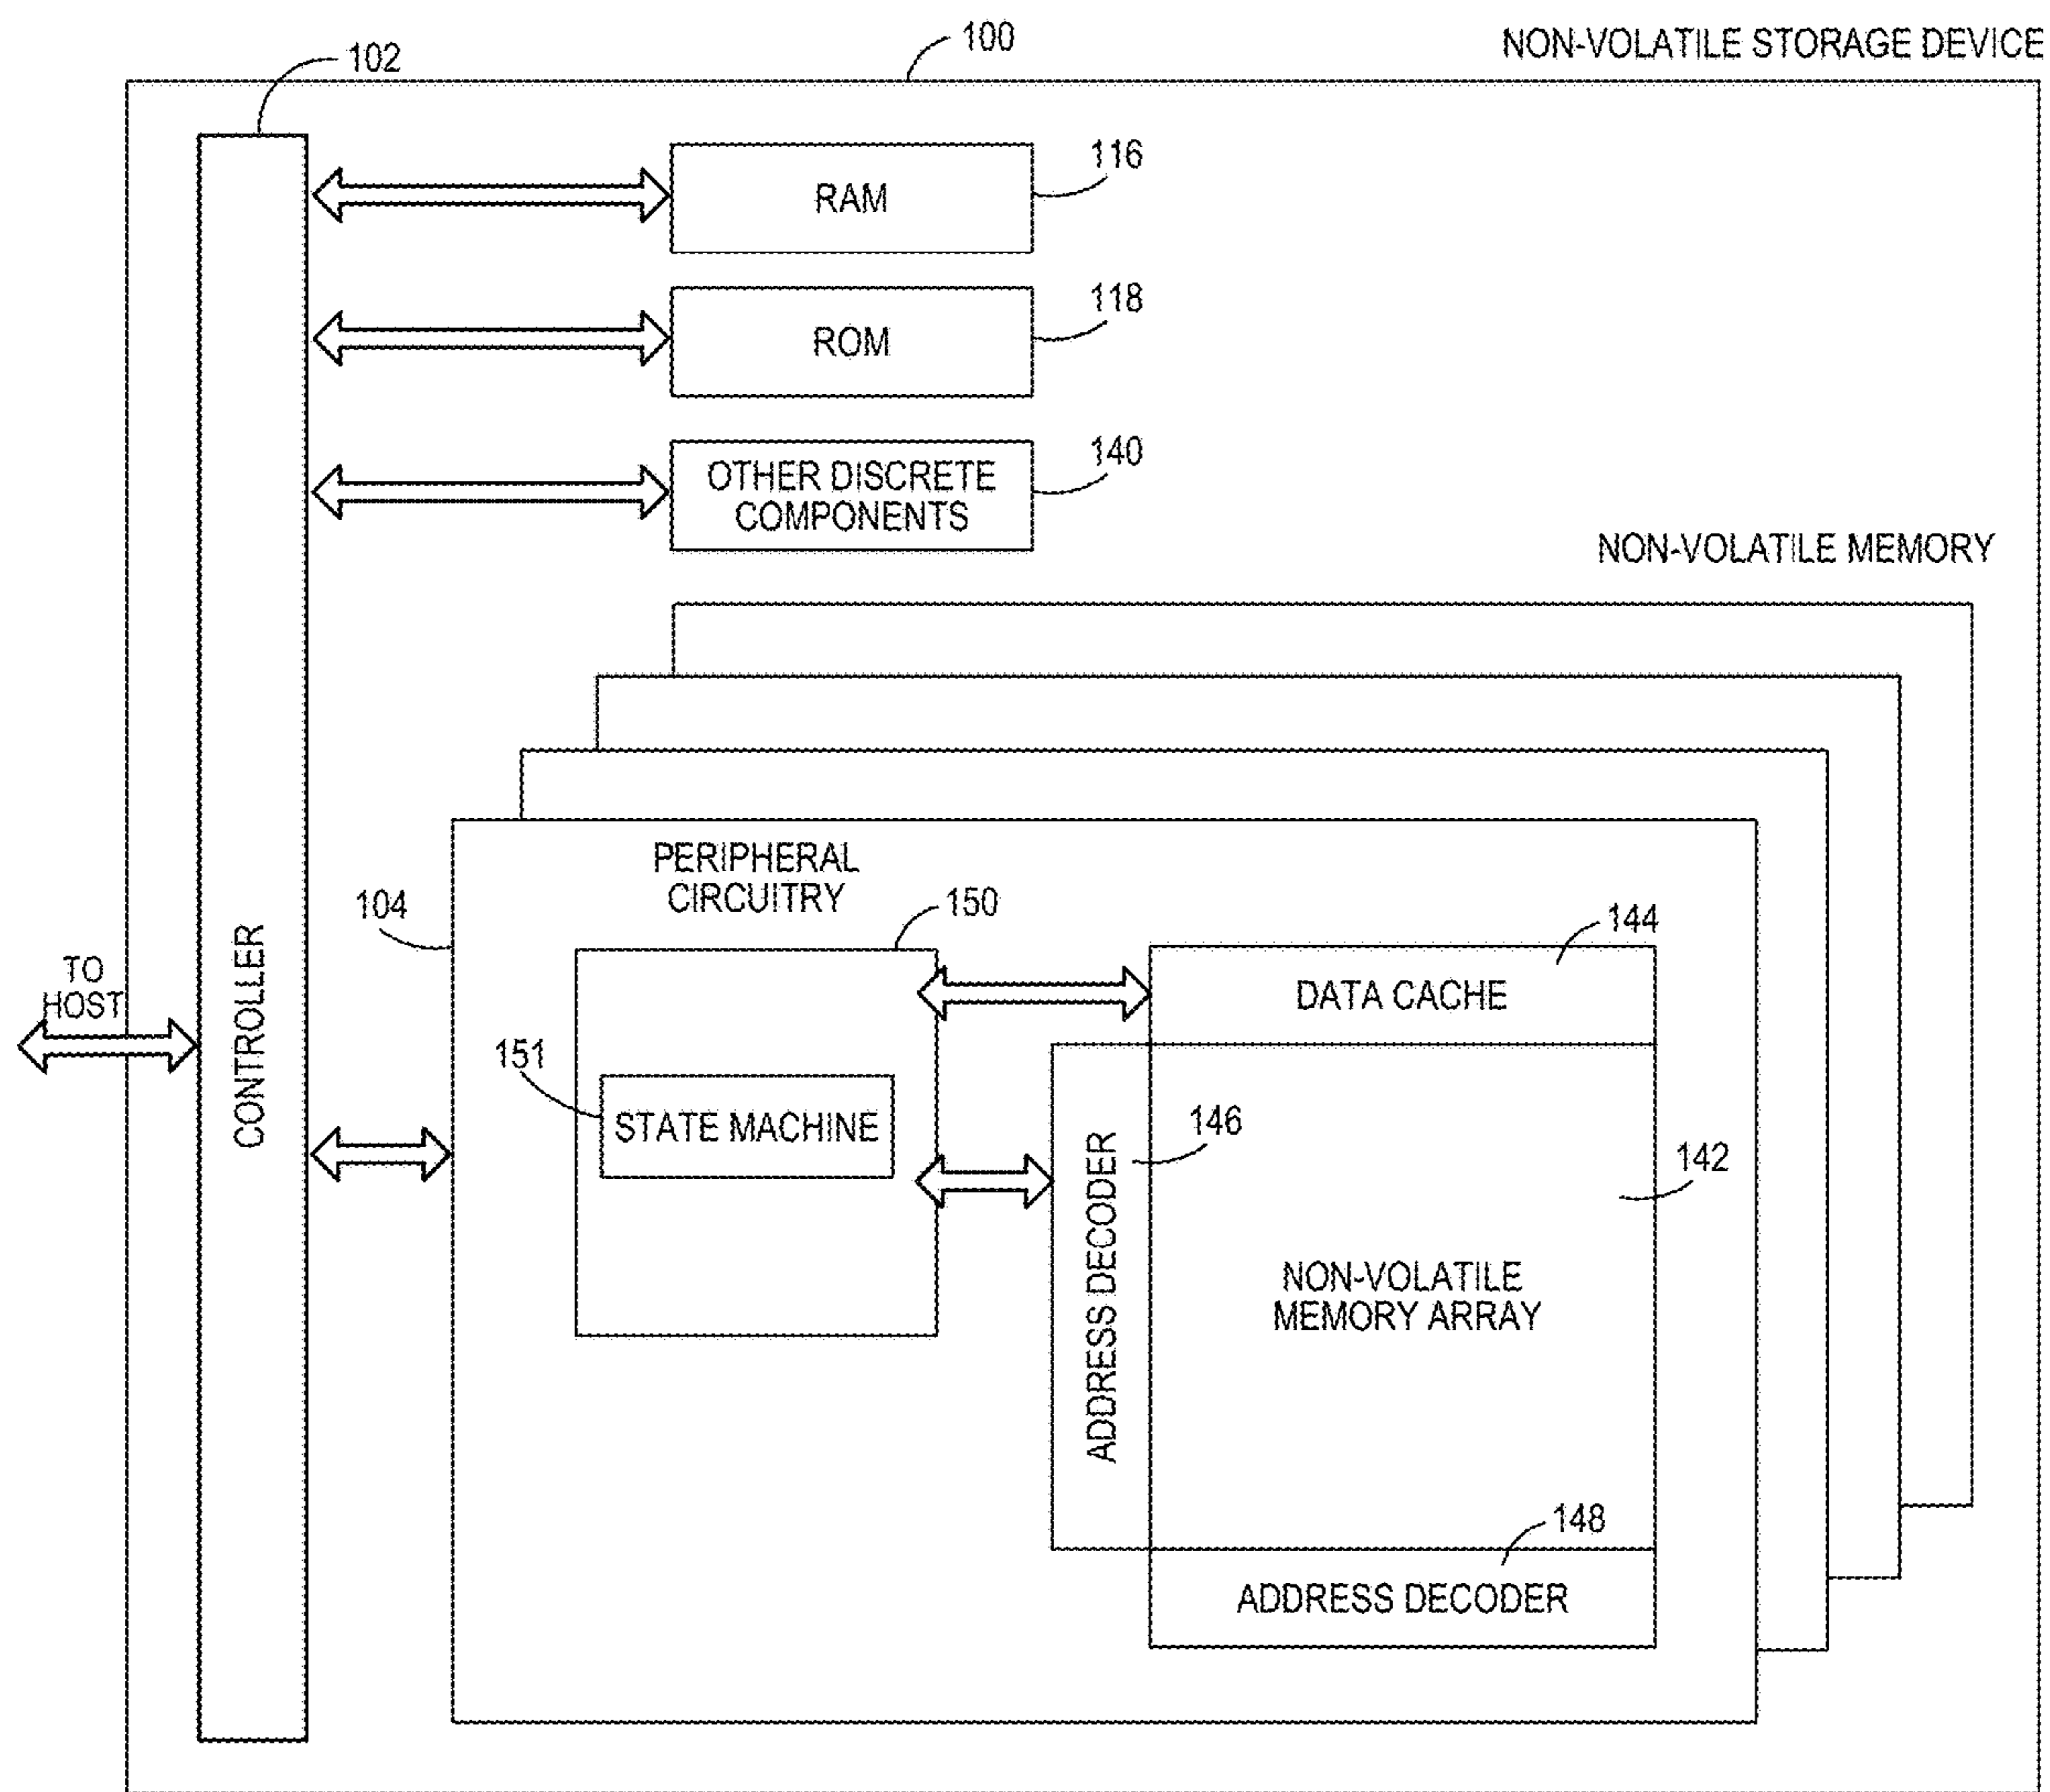 100
NON-VOLATILE STORAGE DEVICE
102
116
RAM
118
ROM
140
OTHER DISCRETE
COMPONENTS
NON-VOLATILE MEMORY
PERIPHERAL
CIRCUITRY
104
150
144
DATA CACHE
TO
HOST
CONTROLLER
151
STATE MACHINE
146
ADDRESS DECODER
142
NON-VOLATILE
MEMORY ARRAY
148
ADDRESS DECODER